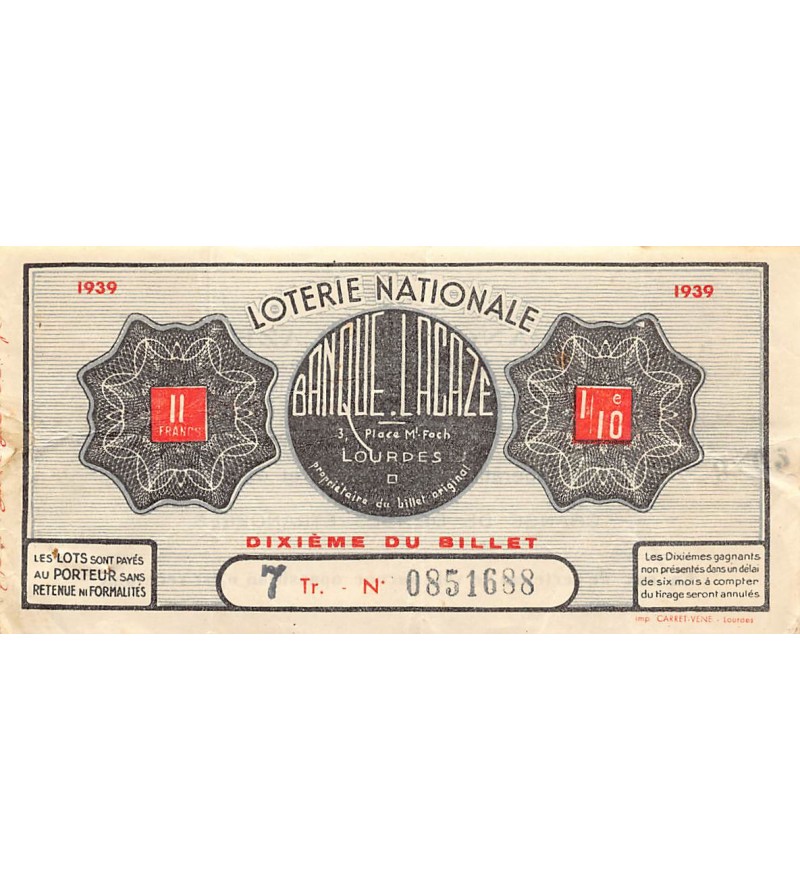 1939
1939
LOTERIE NATIONALE
BANQUE.LACAZE
3, Place Mal Foch
LOURDES
propriétaire du billet original
11
FRANCS
1/10e
DIXIÈME DU BILLET
LES LOTS SONT PAYÉS
AU PORTEUR SANS
RETENUE NI FORMALITÉS
7 Tr. - N° 0851688
Les Dixièmes gagnants
non présentés dans un délai
de six mois à compter
du tirage seront annulés
imp. CARRET-VENE - Lourdes